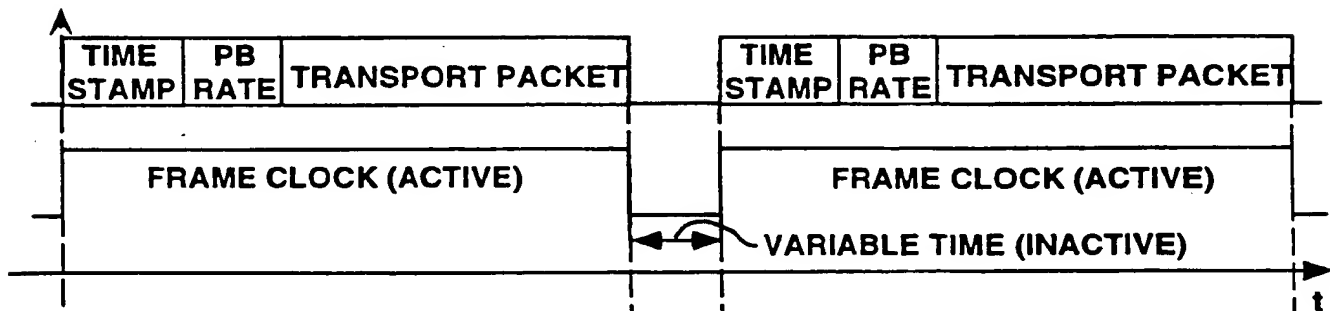 TIME STAMP
PB RATE
TRANSPORT PACKET
TIME STAMP
PB RATE
TRANSPORT PACKET
FRAME CLOCK (ACTIVE)
FRAME CLOCK (ACTIVE)
VARIABLE TIME (INACTIVE)
t